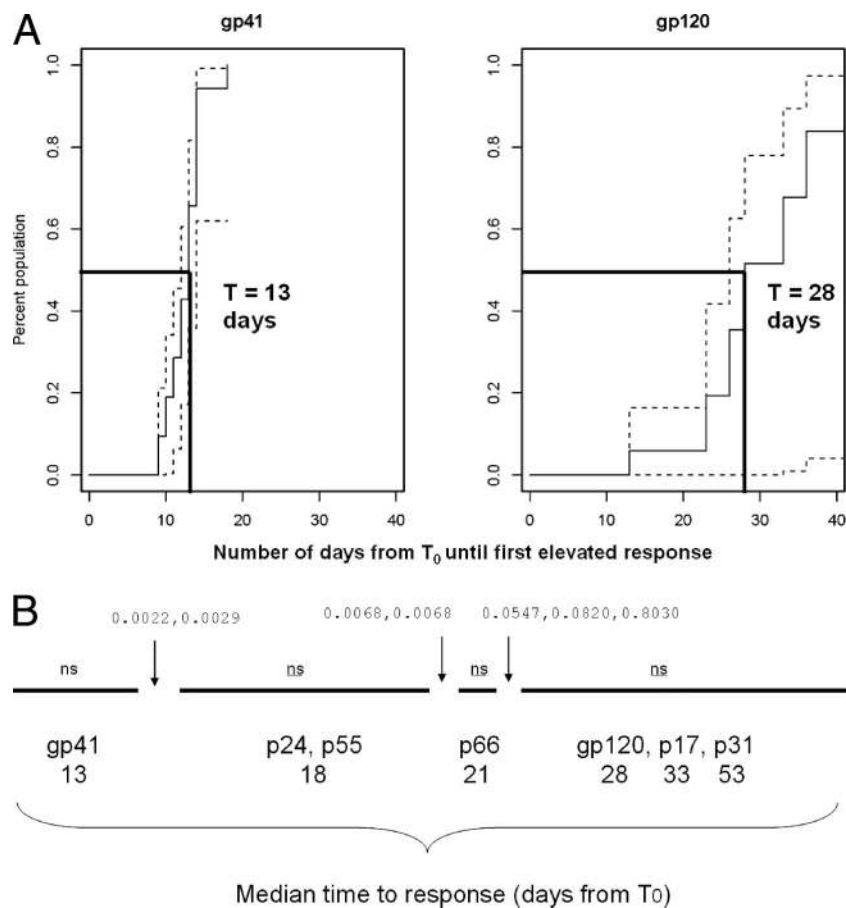 A
gp41
gp120
Percent population
1.0
0.8
0.6
0.4
0.2
0.0
T = 13
days
0 10 20 30 40
1.0
0.8
0.6
0.4
0.2
0.0
T = 28
days
0 10 20 30 40
Number of days from T0 until first elevated response
B
0.0022,0.0029
0.0068,0.0068
0.0547,0.0820,0.8030
ns
ns
ns
ns
gp41
13
p24, p55
18
p66
21
gp120, p17, p31
28 33 53
Median time to response (days from T0)